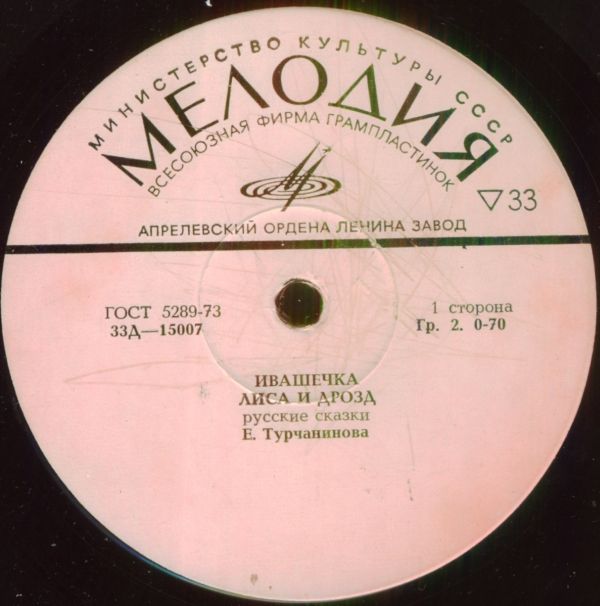 МИНИСТЕРСТВО КУЛЬТУРЫ СССР
МЕЛОДИЯ
ВСЕСОЮЗНАЯ ФИРМА ГРАМПЛАСТИНОК
▽ 33
АПРЕЛЕВСКИЙ ОРДЕНА ЛЕНИНА ЗАВОД
ГОСТ 5289-73
33Д—15007
1 сторона
Гр. 2. 0-70
ИВАШЕЧКА
ЛИСА И ДРОЗД
русские сказки
Е. Турчанинова